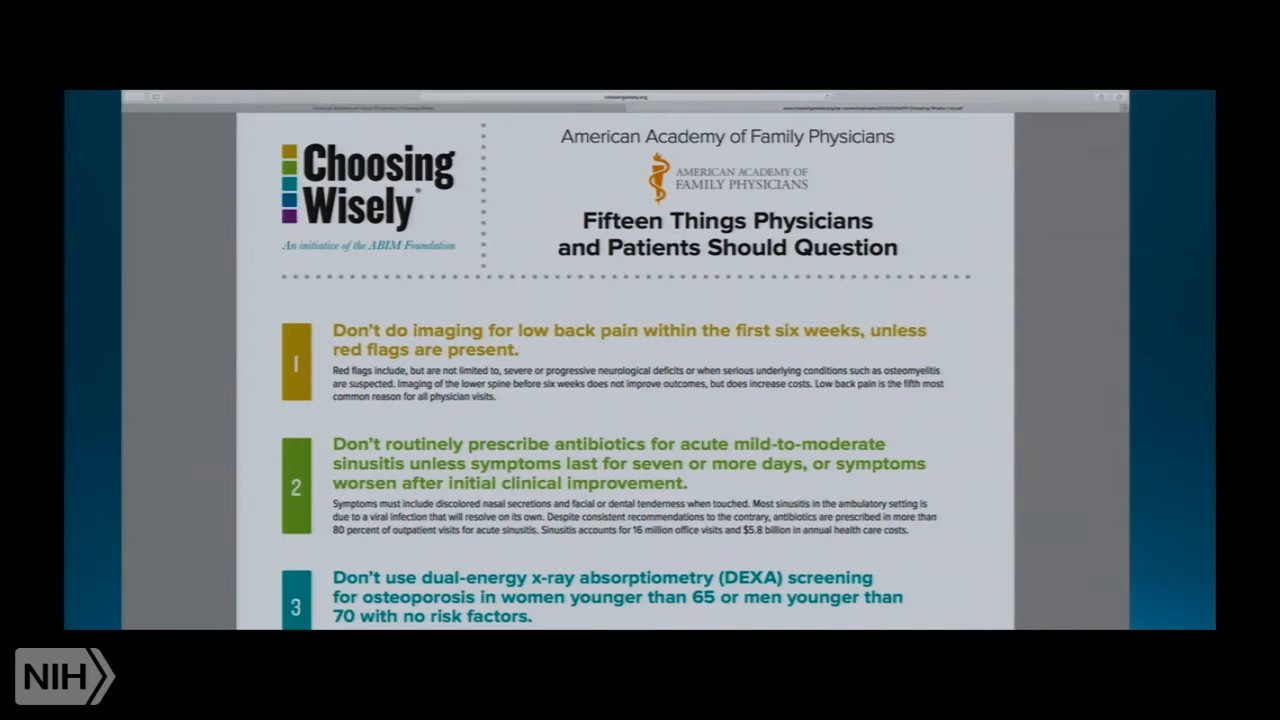 choosingwisely.org
Choosing
Wisely®
An initiative of the ABIM Foundation
American Academy of Family Physicians
AMERICAN ACADEMY OF
FAMILY PHYSICIANS
Fifteen Things Physicians
and Patients Should Question
1
Don't do imaging for low back pain within the first six weeks, unless
red flags are present.
Red flags include, but are not limited to, severe or progressive neurological deficits or when serious underlying conditions such as osteomyelitis
are suspected. Imaging of the lower spine before six weeks does not improve outcomes, but does increase costs. Low back pain is the fifth most
common reason for all physician visits.
2
Don't routinely prescribe antibiotics for acute mild-to-moderate
sinusitis unless symptoms last for seven or more days, or symptoms
worsen after initial clinical improvement.
Symptoms must include discolored nasal secretions and facial or dental tenderness when touched. Most sinusitis in the ambulatory setting is
due to a viral infection that will resolve on its own. Despite consistent recommendations to the contrary, antibiotics are prescribed in more than
80 percent of outpatient visits for acute sinusitis. Sinusitis accounts for 16 million office visits and $5.8 billion in annual health care costs.
3
Don't use dual-energy x-ray absorptiometry (DEXA) screening
for osteoporosis in women younger than 65 or men younger than
70 with no risk factors.
NIH